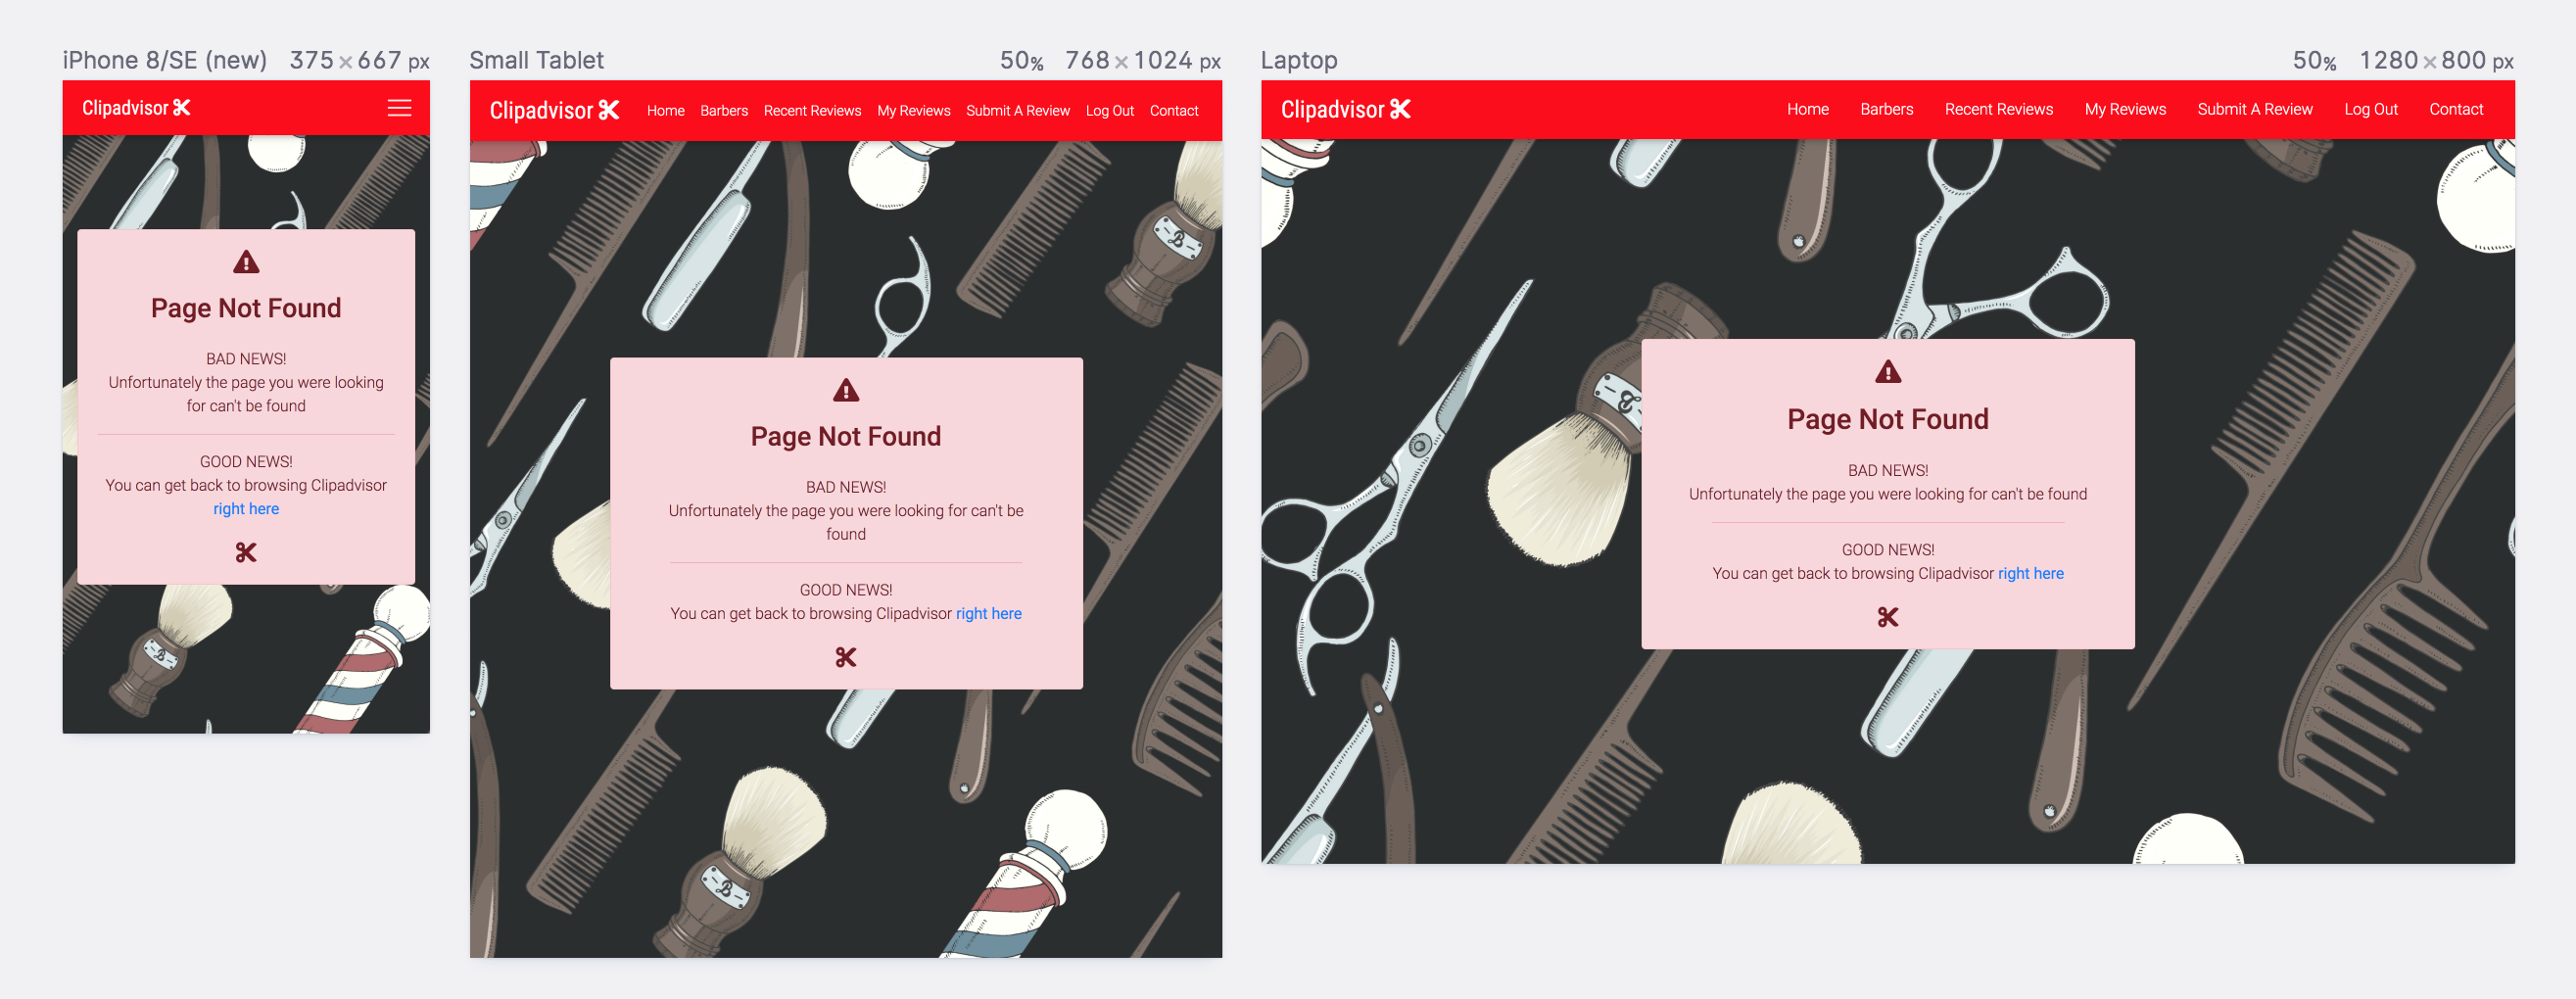 iPhone 8/SE (new) 375×667 px
Clipadvisor
Page Not Found
BAD NEWS!
Unfortunately the page you were looking
for can't be found
GOOD NEWS!
You can get back to browsing Clipadvisor
right here
Small Tablet 50% 768×1024 px
Clipadvisor Home Barbers Recent Reviews My Reviews Submit A Review Log Out Contact
B
Page Not Found
BAD NEWS!
Unfortunately the page you were looking for can't be
found
GOOD NEWS!
You can get back to browsing Clipadvisor right here
B
Laptop 50% 1280×800 px
Clipadvisor Home Barbers Recent Reviews My Reviews Submit A Review Log Out Contact
Page Not Found
BAD NEWS!
Unfortunately the page you were looking for can't be found
GOOD NEWS!
You can get back to browsing Clipadvisor right here